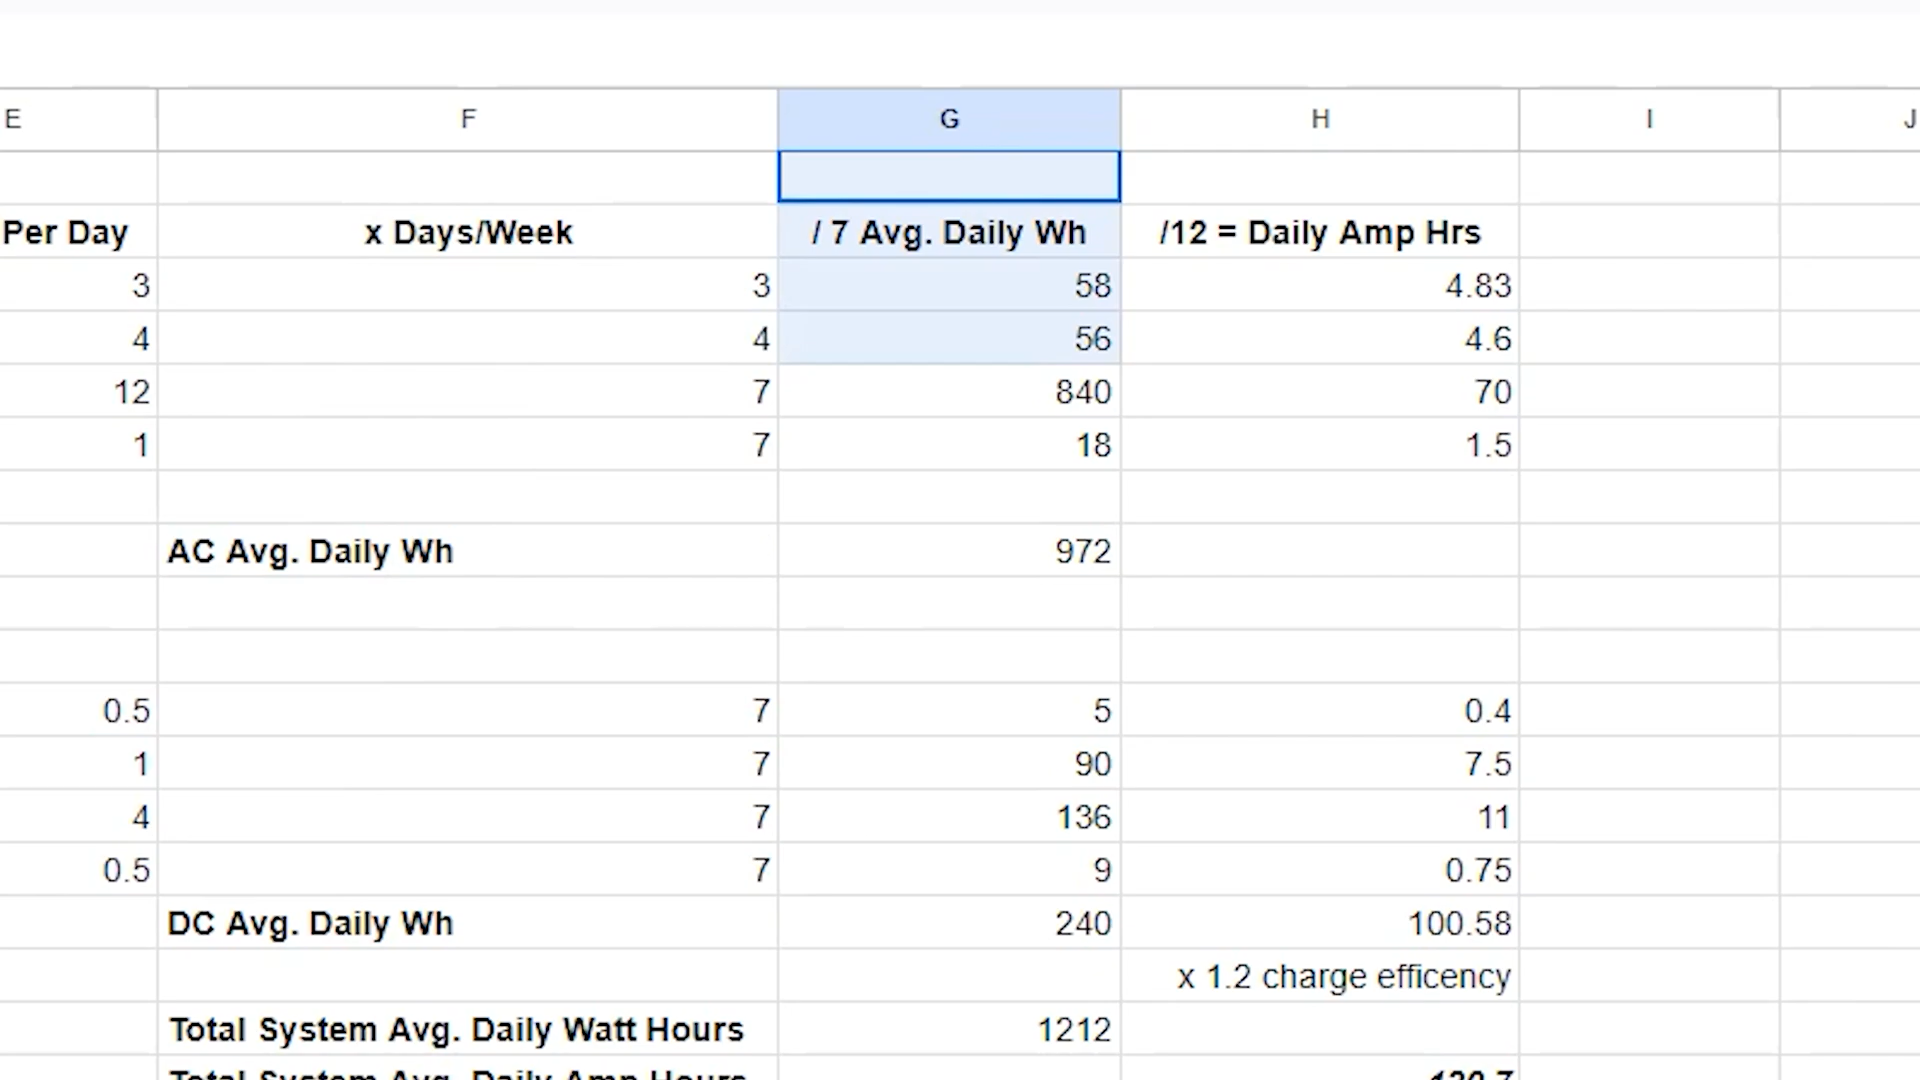 E F G H I J
Per Day x Days/Week / 7 Avg. Daily Wh /12 = Daily Amp Hrs
3 3 58 4.83
4 4 56 4.6
12 7 840 70
1 7 18 1.5
AC Avg. Daily Wh 972
0.5 7 5 0.4
1 7 90 7.5
4 7 136 11
0.5 7 9 0.75
DC Avg. Daily Wh 240 100.58
x 1.2 charge efficency
Total System Avg. Daily Watt Hours 1212
Total System Avg. Daily Amp Hours 120.7